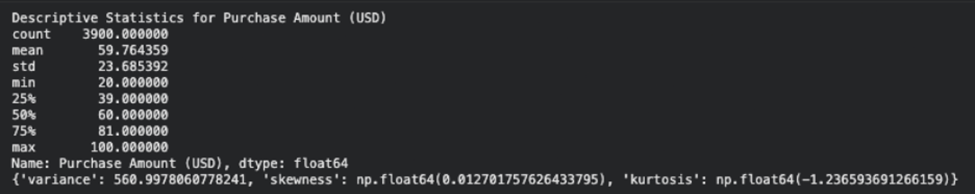 Descriptive Statistics for Purchase Amount (USD)
count    3900.000000
mean       59.764359
std        23.685392
min        20.000000
25%        39.000000
50%        60.000000
75%        81.000000
max       100.000000
Name: Purchase Amount (USD), dtype: float64
{'variance': 560.9978060778241, 'skewness': np.float64(0.012701757626433795), 'kurtosis': np.float64(-1.236593691266159)}